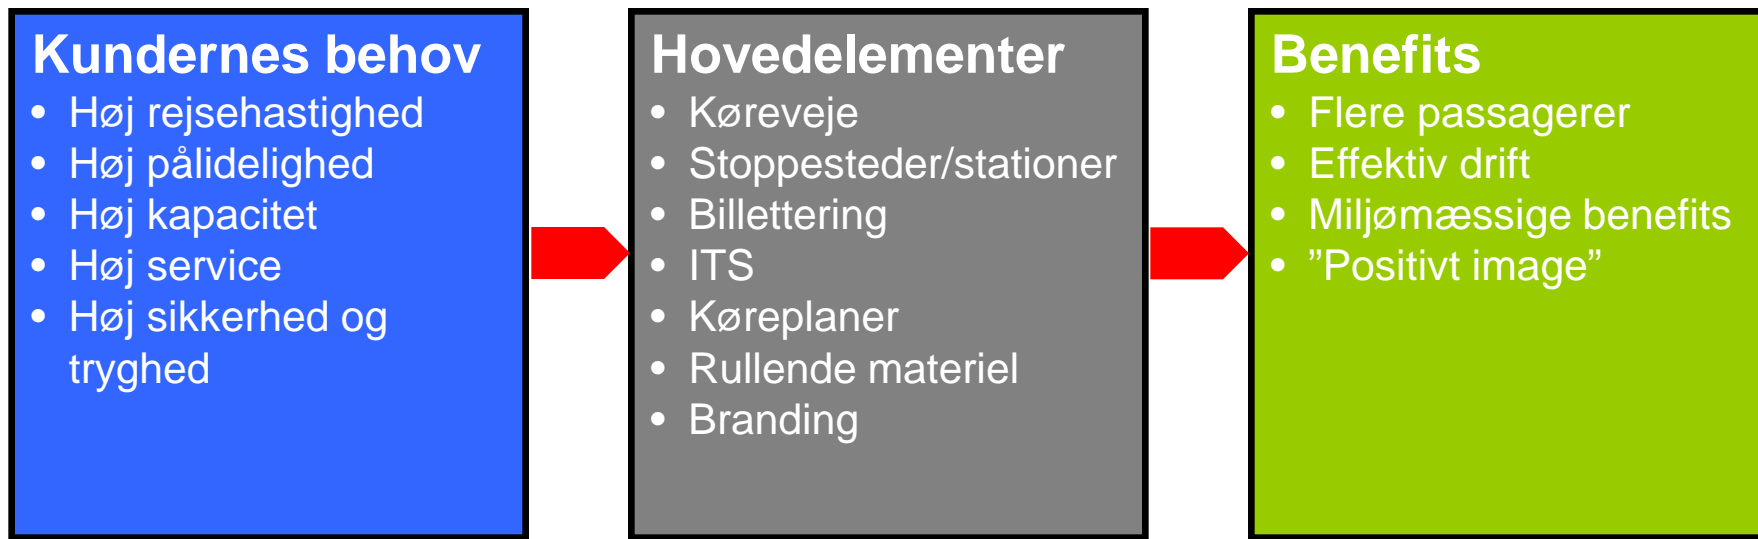 Kundernes behov
• Høj rejsehastighed
• Høj pålidelighed
• Høj kapacitet
• Høj service
• Høj sikkerhed og
tryghed
Hovedelementer
• Køreveje
• Stoppesteder/stationer
• Billettering
• ITS
• Køreplaner
• Rullende materiel
• Branding
Benefits
• Flere passagerer
• Effektiv drift
• Miljømæssige benefits
• ”Positivt image”